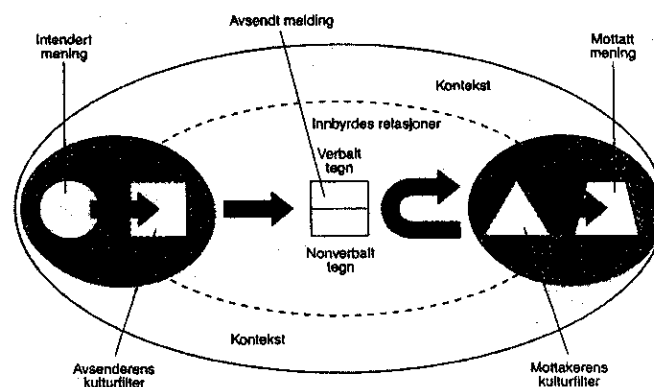 Avsendt melding
Intendert
mening
Mottatt
mening
Kontekst
Innbyrdes relasjoner
Verbalt
tegn
Nonverbalt
tegn
Kontekst
Avsenderens
kulturfilter
Mottakerens
kulturfilter